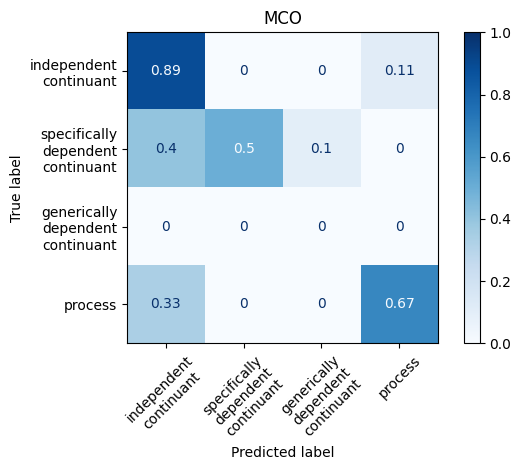 MCO
independent
continuant
0.89
0
0
0.11
specifically
dependent
continuant
0.4
0.5
0.1
0
generically
dependent
continuant
0
0
0
0
process
0.33
0
0
0.67
True label
independent
continuant
specifically
dependent
continuant
generically
dependent
continuant
process
Predicted label
1.0
0.8
0.6
0.4
0.2
0.0